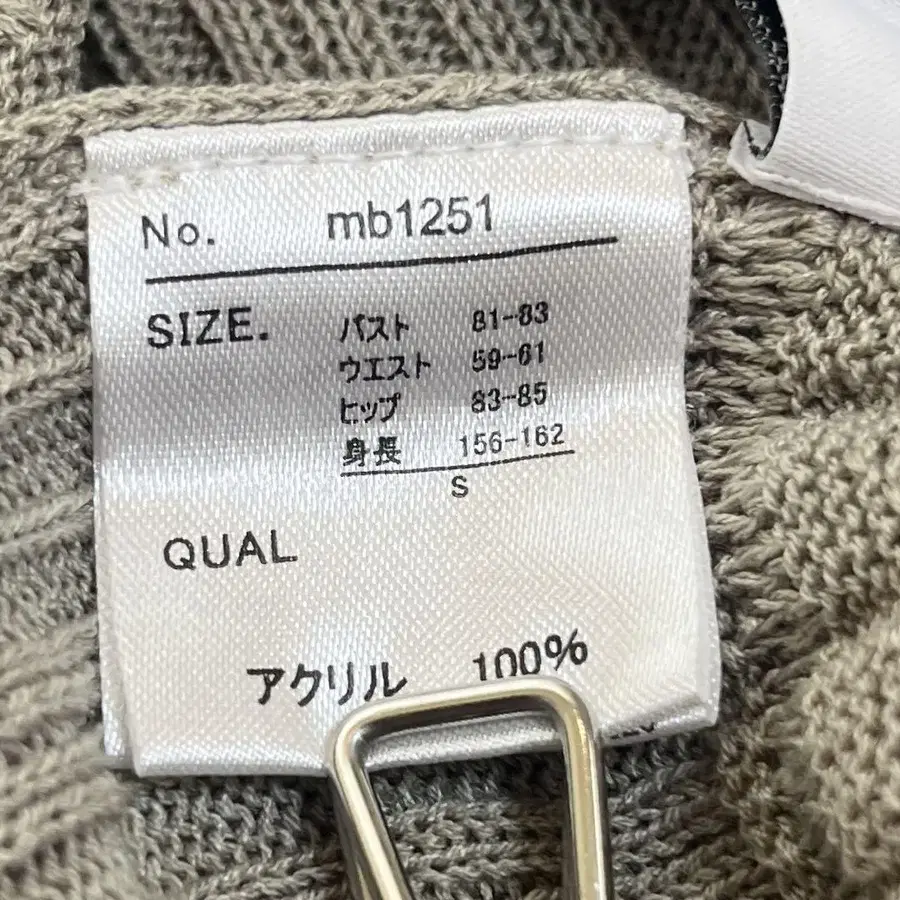 No. mb1251
SIZE. バスト 81-83
ウエスト 59-61
ヒップ 83-85
身長 156-162
S
QUAL
アクリル 100%